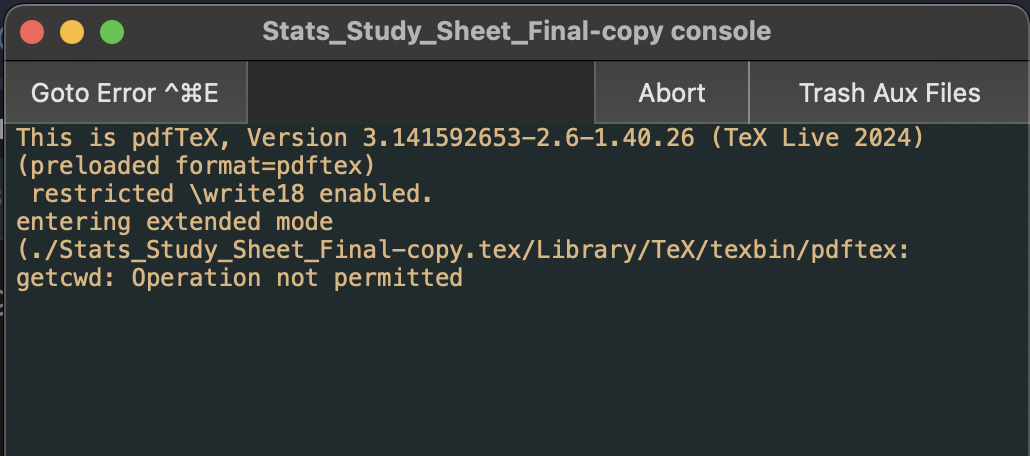 Stats_Study_Sheet_Final-copy console
Goto Error ^⌘E
Abort
Trash Aux Files
This is pdfTeX, Version 3.141592653-2.6-1.40.26 (TeX Live 2024)
(preloaded format=pdftex)
restricted \write18 enabled.
entering extended mode
(./Stats_Study_Sheet_Final-copy.tex/Library/TeX/texbin/pdftex:
getcwd: Operation not permitted